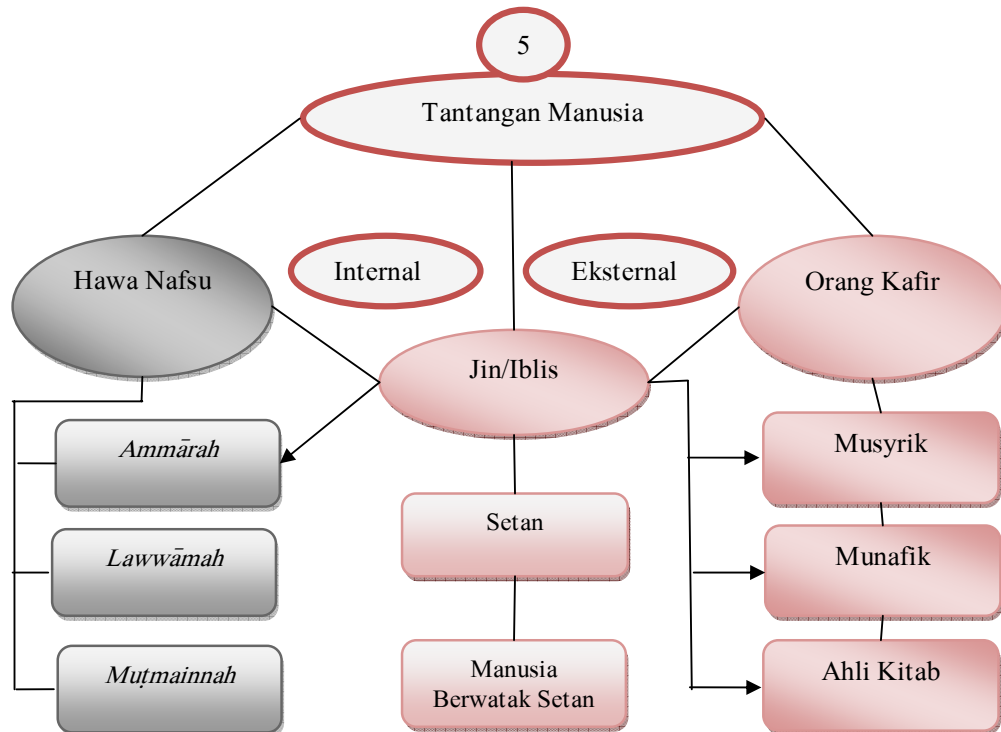 5
Tantangan Manusia
Hawa Nafsu
Internal
Eksternal
Orang Kafir
Jin/Iblis
Ammārah
Musyrik
Setan
Lawwāmah
Munafik
Muṭmainnah
Manusia
Berwatak Setan
Ahli Kitab